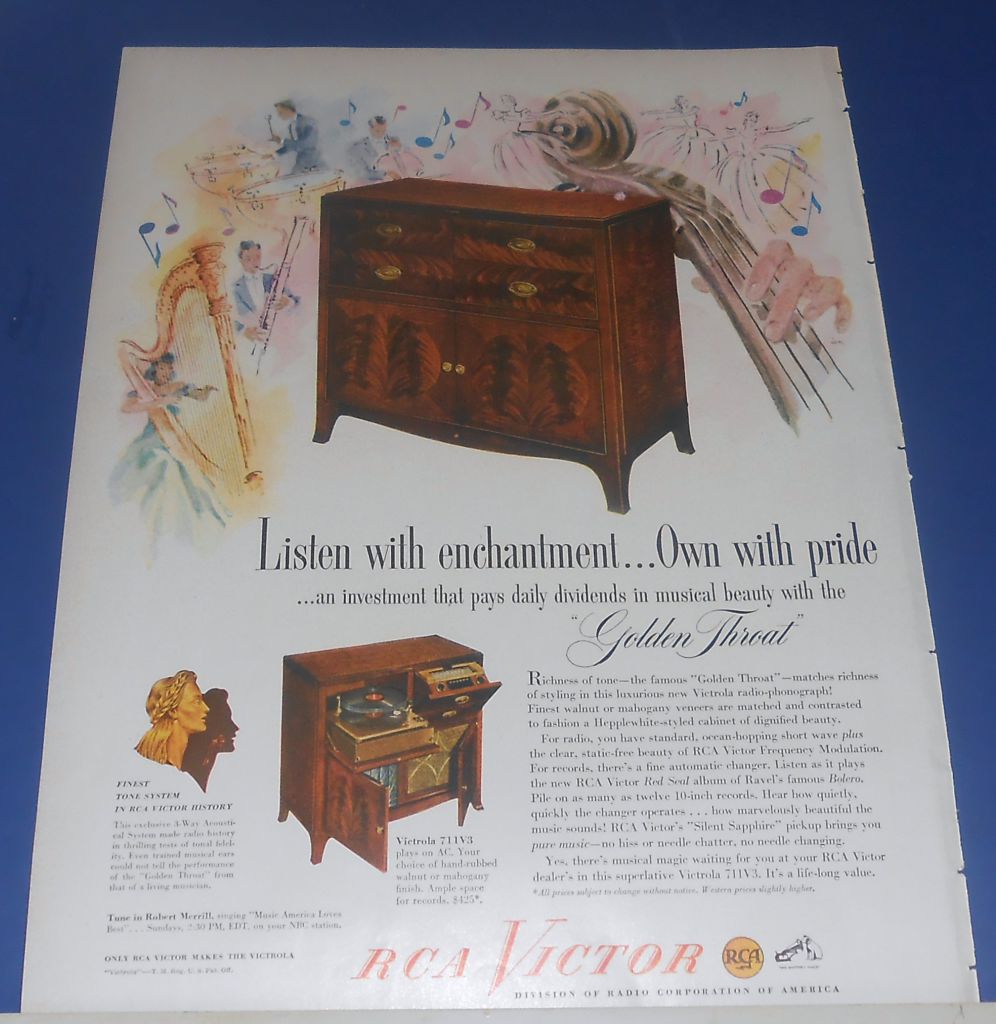 Listen with enchantment...Own with pride
...an investment that pays daily dividends in musical beauty with the
"Golden Throat"
Richness of tone—the famous "Golden Throat"—matches richness
of styling in this luxurious new Victrola radio-phonograph!
Finest walnut or mahogany veneers are matched and contrasted
to fashion a Hepplewhite-styled cabinet of dignified beauty.
For radio, you have standard, ocean-hopping short wave plus
the clear, static-free beauty of RCA Victor Frequency Modulation.
For records, there's a fine automatic changer. Listen as it plays
the new RCA Victor Red Seal album of Ravel's famous Bolero.
Pile on as many as twelve 10-inch records. Hear how quietly,
quickly the changer operates . . . how marvelously beautiful the
music sounds! RCA Victor's "Silent Sapphire" pickup brings you
pure music—no hiss or needle chatter, no needle changing.
Yes, there's musical magic waiting for you at your RCA Victor
dealer's in this superlative Victrola 711V3. It's a life-long value.
*All prices subject to change without notice. Western prices slightly higher.
FINEST
TONE SYSTEM
IN RCA VICTOR HISTORY
This exclusive 3-Way Acousti-
cal System made radio history
in thrilling tests of tonal fidel-
ity. Even trained musical ears
could not tell the performance
of the "Golden Throat" from
that of a living musician.
Victrola 711V3
plays on AC. Your
choice of hand-rubbed
walnut or mahogany
finish. Ample space
for records. $425*.
Tune in Robert Merrill, singing "Music America Loves
Best" . . . Sundays, 2:30 PM, EDT, on your NBC station.
ONLY RCA VICTOR MAKES THE VICTROLA
"Victrola"—T. M. Reg. U. S. Pat. Off.
RCA VICTOR
RCA
DIVISION OF RADIO CORPORATION OF AMERICA